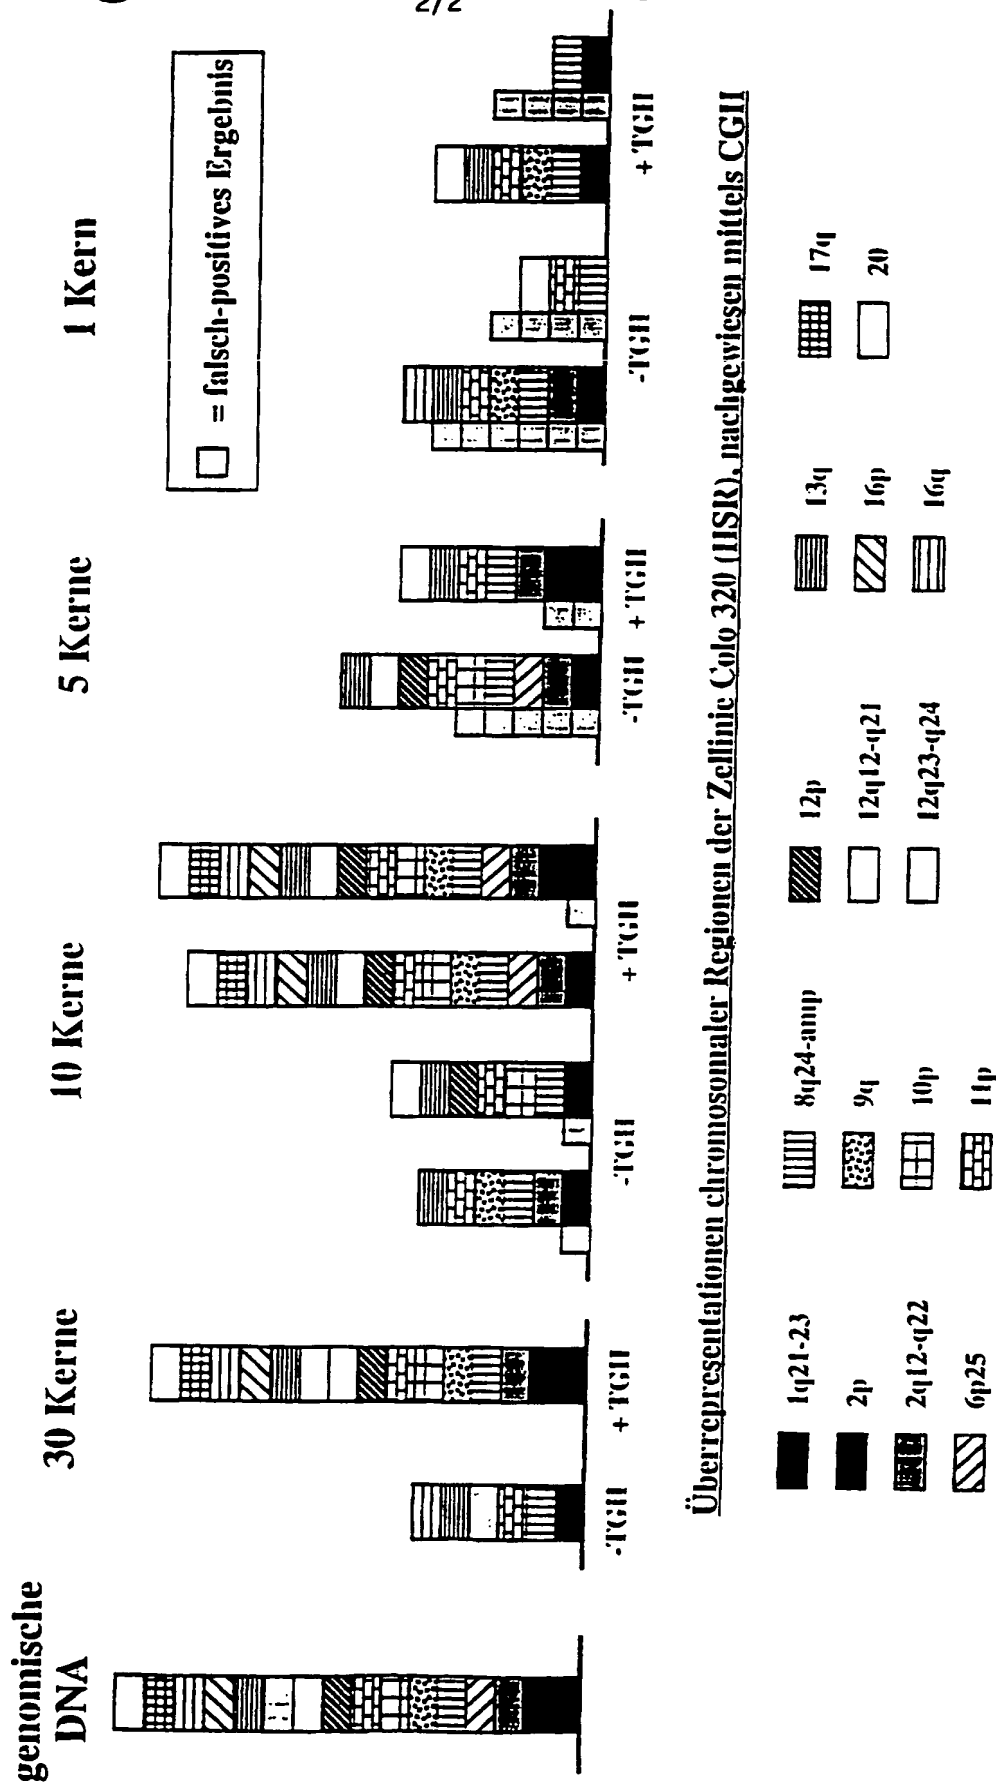 2/2
genomische
DNA
30 Kerne
10 Kerne
5 Kerne
1 Kern
= falsch-positives Ergebnis
-TGH
+ TGH
-TGH
+ TGH
-TGH
+ TGH
-TGH
+ TGH
Überrepresentationen chromosomaler Regionen der Zellinie Colo 320 (HSR), nachgewiesen mittels CGH
1q21-23
2p
2q12-q22
6p25
8q24-amp
9q
10p
11p
12p
12q12-q21
12q23-q24
13q
16p
16q
17q
20